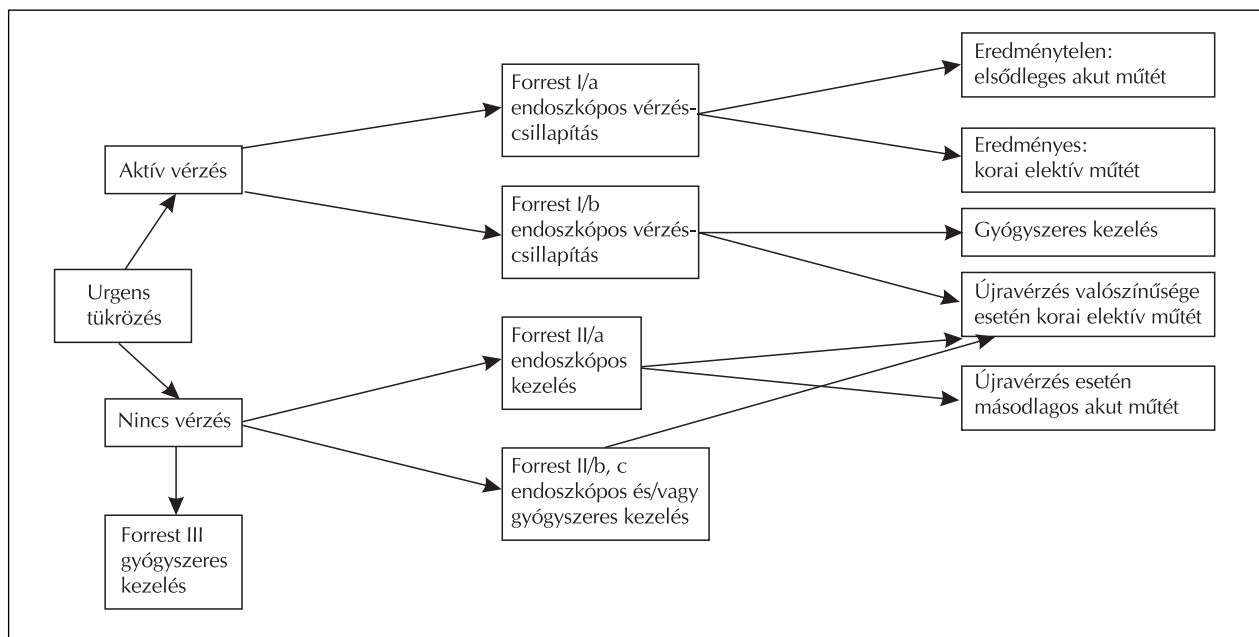 Urgens
tükrözés
Aktív vérzés
Nincs vérzés
Forrest III
gyógyszeres
kezelés
Forrest I/a
endoszkópos vérzés-
csillapítás
Forrest I/b
endoszkópos vérzés-
csillapítás
Forrest II/a
endoszkópos
kezelés
Forrest II/b, c
endoszkópos és/vagy
gyógyszeres kezelés
Eredménytelen:
elsődleges akut műtét
Eredményes:
korai elektív műtét
Gyógyszeres kezelés
Újravérzés valószínűsége
esetén korai elektív műtét
Újravérzés esetén
másodlagos akut műtét